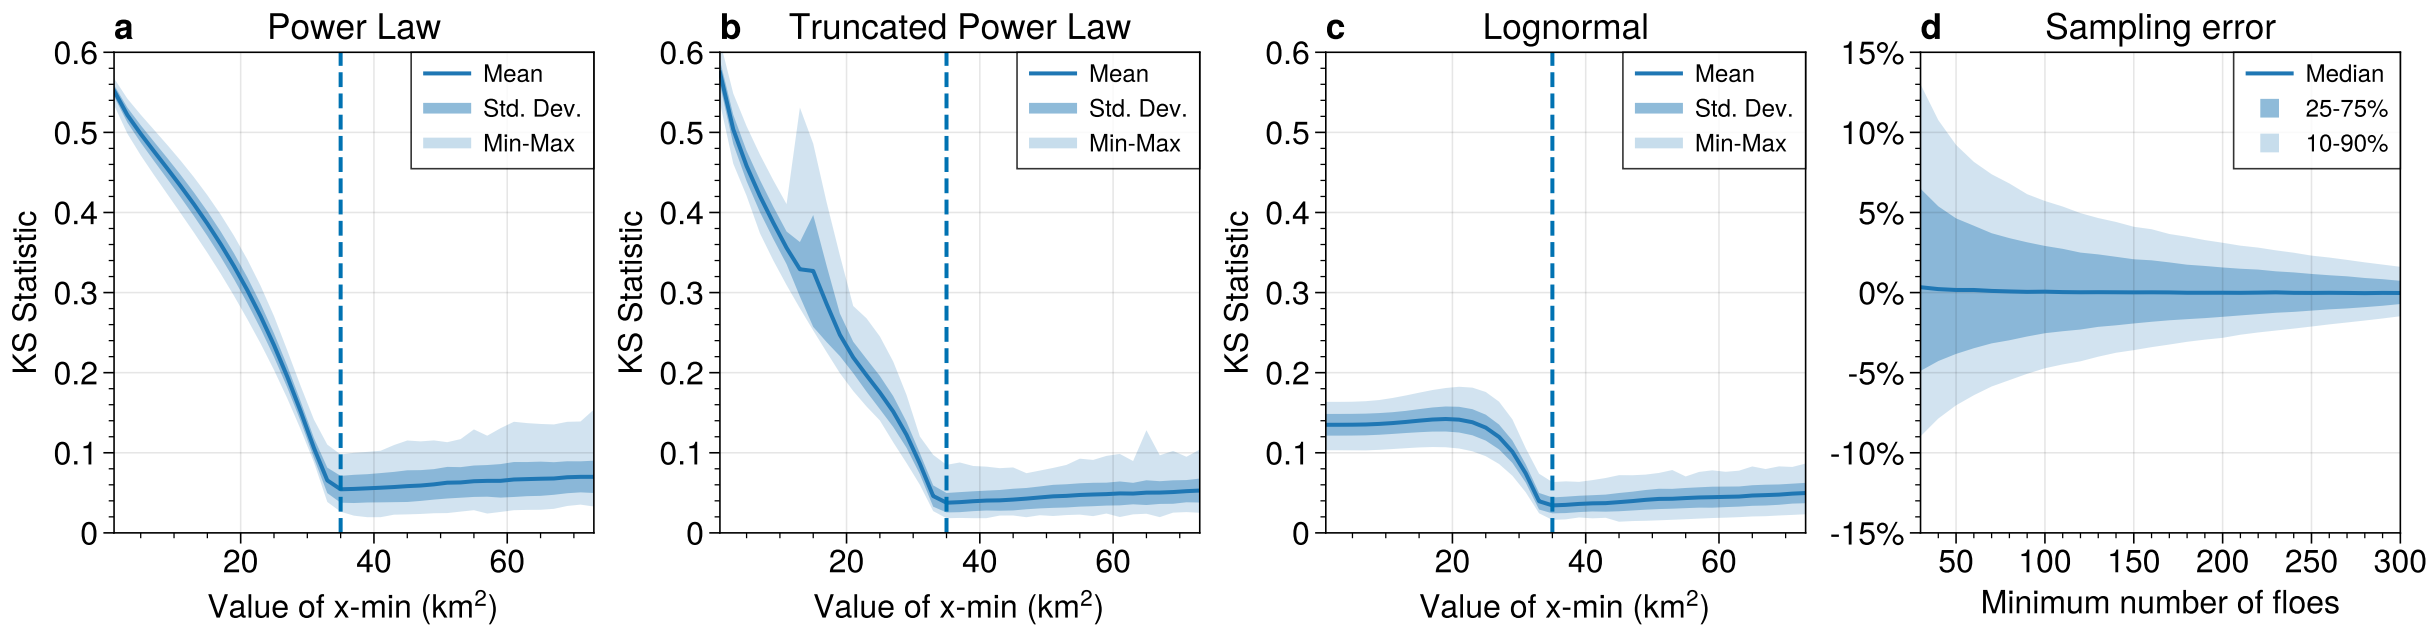 a Power Law
0.6
0.5
0.4
0.3
0.2
0.1
0
KS Statistic
Mean
Std. Dev.
Min-Max
20 40 60
Value of x-min (km²)
b Truncated Power Law
0.6
0.5
0.4
0.3
0.2
0.1
0
KS Statistic
Mean
Std. Dev.
Min-Max
20 40 60
Value of x-min (km²)
c Lognormal
0.6
0.5
0.4
0.3
0.2
0.1
0
KS Statistic
Mean
Std. Dev.
Min-Max
20 40 60
Value of x-min (km²)
d Sampling error
15%
10%
5%
0%
-5%
-10%
-15%
Median
25-75%
10-90%
50 100 150 200 250 300
Minimum number of floes